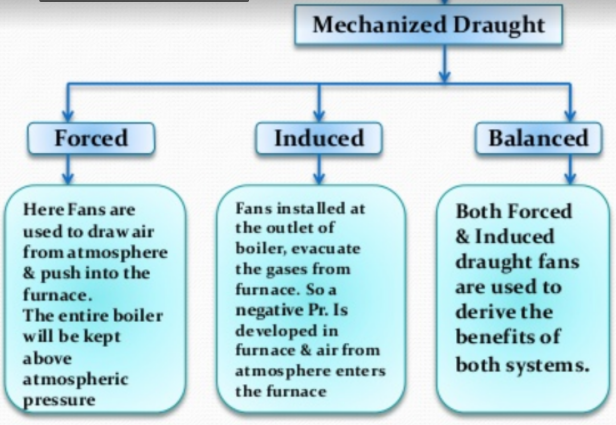 Mechanized Draught
Forced
Induced
Balanced
Here Fans are
used to draw air
from atmosphere
& push into the
furnace.
The entire boiler
will be kept
above
atmospheric
pressure
Fans installed at
the outlet of
boiler, evacuate
the gases from
furnace. So a
negative Pr. Is
developed in
furnace & air from
atmosphere enters
the furnace
Both Forced
& Induced
draught fans
are used to
derive the
benefits of
both systems.